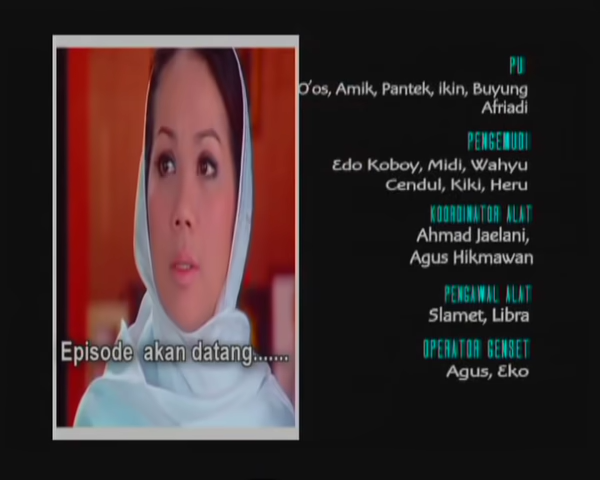 Episode akan datang.......
PU
O'os, Amik, Pantek, ikin, Buyung
Afriadi
PENGEMUDI
Edo Koboy, Midi, Wahyu
Cendul, Kiki, Heru
KOORDINATOR ALAT
Ahmad Jaelani,
Agus Hikmawan
PENGAWAL ALAT
Slamet, Libra
OPERATOR GENSET
Agus, Eko